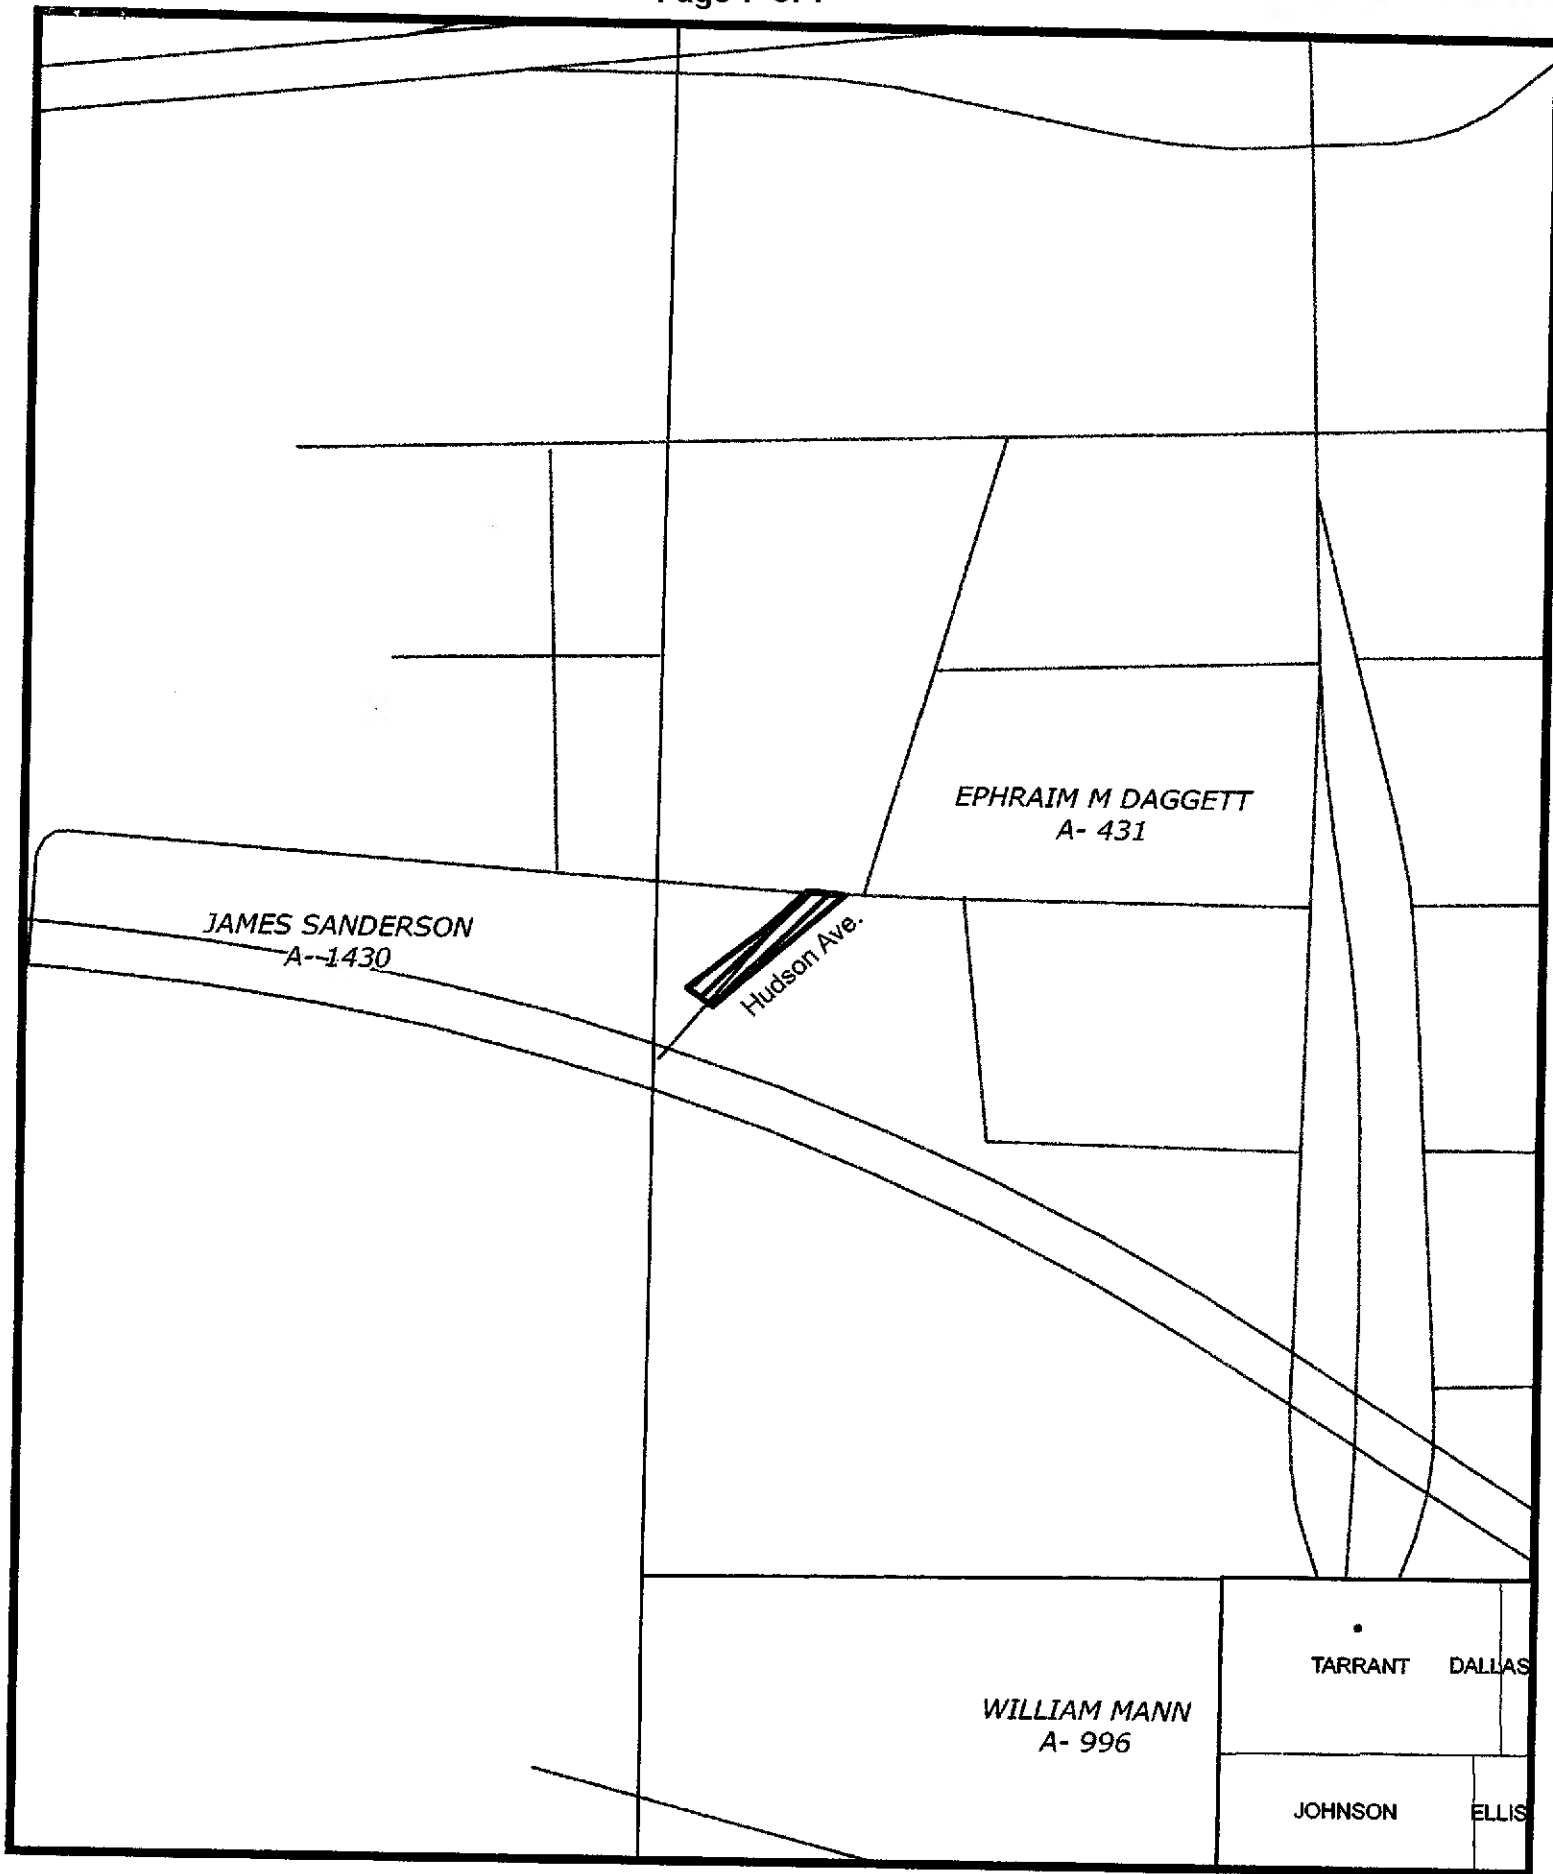 EPHRAIM M DAGGETT
A- 431
JAMES SANDERSON
A- 1430
Hudson Ave.
TARRANT DALLAS
WILLIAM MANN
A- 996
JOHNSON ELLIS